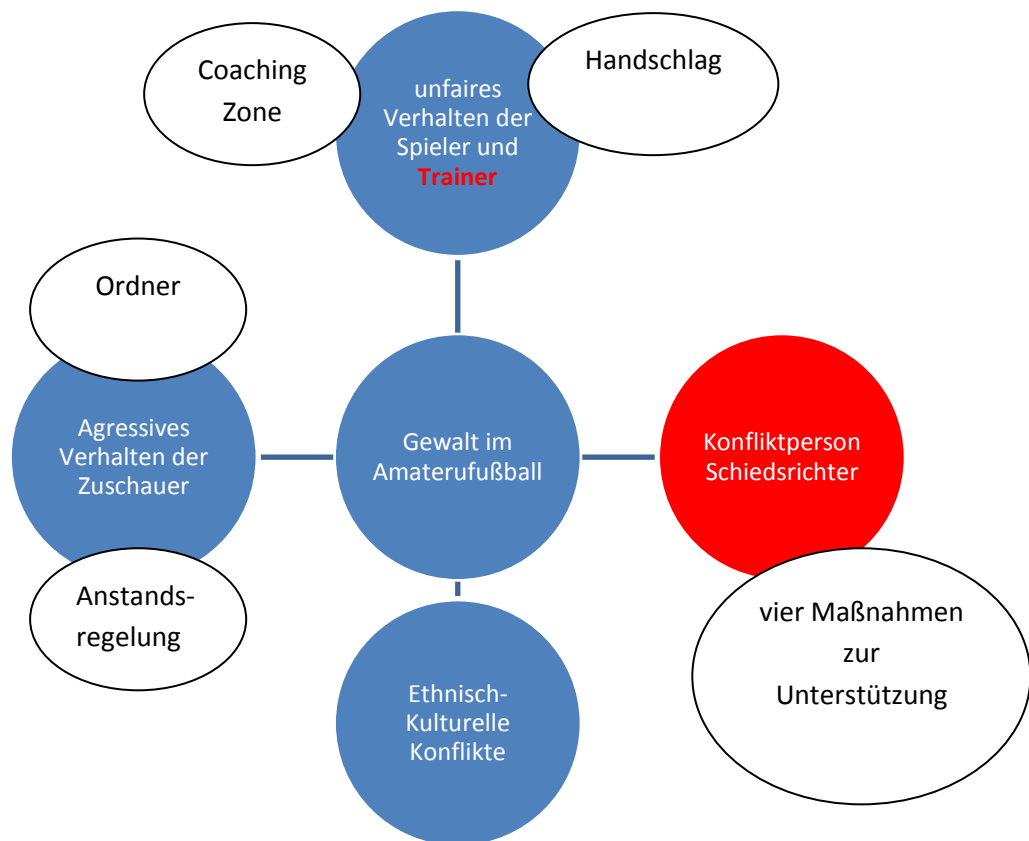 Coaching
Zone
unfaires
Verhalten der
Spieler und
Trainer
Handschlag
Ordner
Agressives
Verhalten der
Zuschauer
Anstands-
regelung
Gewalt im
Amaterufußball
Konfliktperson
Schiedsrichter
vier Maßnahmen
zur
Unterstützung
Ethnisch-
Kulturelle
Konflikte